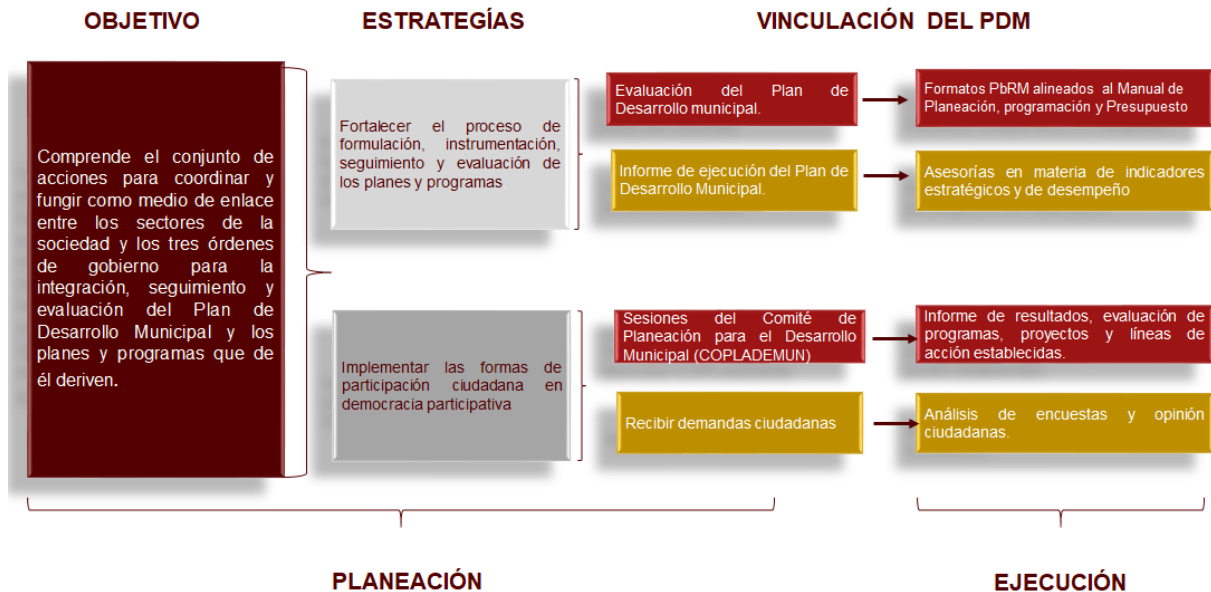 OBJETIVO
ESTRATEGÍAS
VINCULACIÓN DEL PDM
Comprende el conjunto de
acciones para coordinar y
fungir como medio de enlace
entre los sectores de la
sociedad y los tres órdenes
de gobierno para la
integración, seguimiento y
evaluación del Plan de
Desarrollo Municipal y los
planes y programas que de
él deriven.
Fortalecer el proceso de
formulación, instrumentación,
seguimiento y evaluación de
los planes y programas
Evaluación del Plan de
Desarrollo municipal.
Formatos PbRM alineados al Manual de
Planeación, programación y Presupuesto
Informe de ejecución del Plan de
Desarrollo Municipal.
Asesorías en materia de indicadores
estratégicos y de desempeño
Implementar las formas de
participación ciudadana en
democracia participativa
Sesiones del Comité de
Planeación para el Desarrollo
Municipal (COPLADEMUN)
Informe de resultados, evaluación de
programas, proyectos y líneas de
acción establecidas.
Recibir demandas ciudadanas
Análisis de encuestas y opinión
ciudadanas.
PLANEACIÓN
EJECUCIÓN